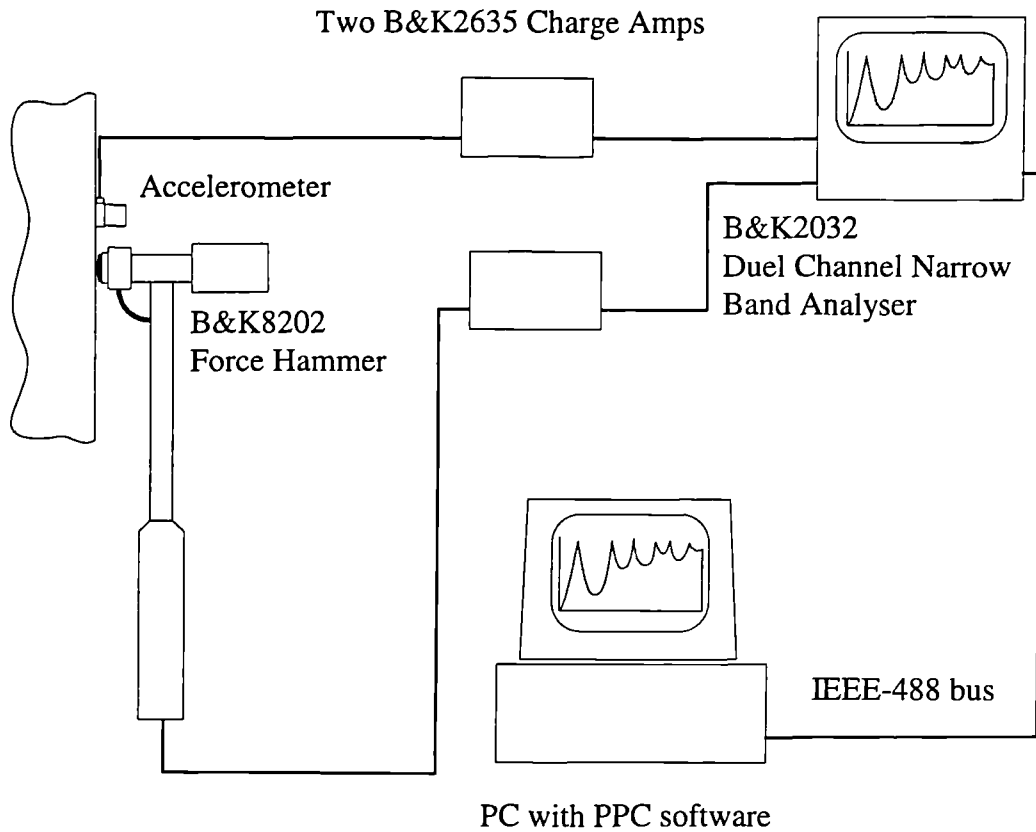 Two B&K2635 Charge Amps
Accelerometer
B&K2032
Duel Channel Narrow
Band Analyser
B&K8202
Force Hammer
IEEE-488 bus
PC with PPC software